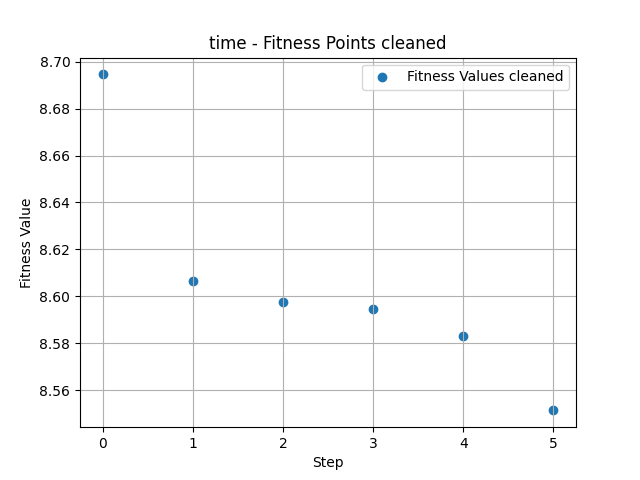 time - Fitness Points cleaned
Fitness Values cleaned
Fitness Value
8.70
8.68
8.66
8.64
8.62
8.60
8.58
8.56
0 1 2 3 4 5
Step